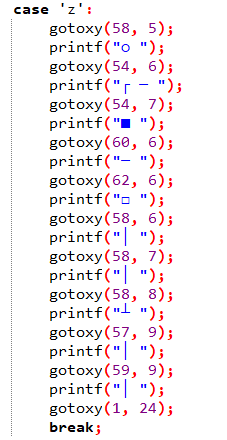 case 'z':
gotoxy(58, 5);
printf("○ ");
gotoxy(54, 6);
printf("┌ ─ ");
gotoxy(54, 7);
printf("■ ");
gotoxy(60, 6);
printf("─ ");
gotoxy(62, 6);
printf("□ ");
gotoxy(58, 6);
printf("│ ");
gotoxy(58, 7);
printf("│ ");
gotoxy(58, 8);
printf("┴ ");
gotoxy(57, 9);
printf("│ ");
gotoxy(59, 9);
printf("│ ");
gotoxy(1, 24);
break;